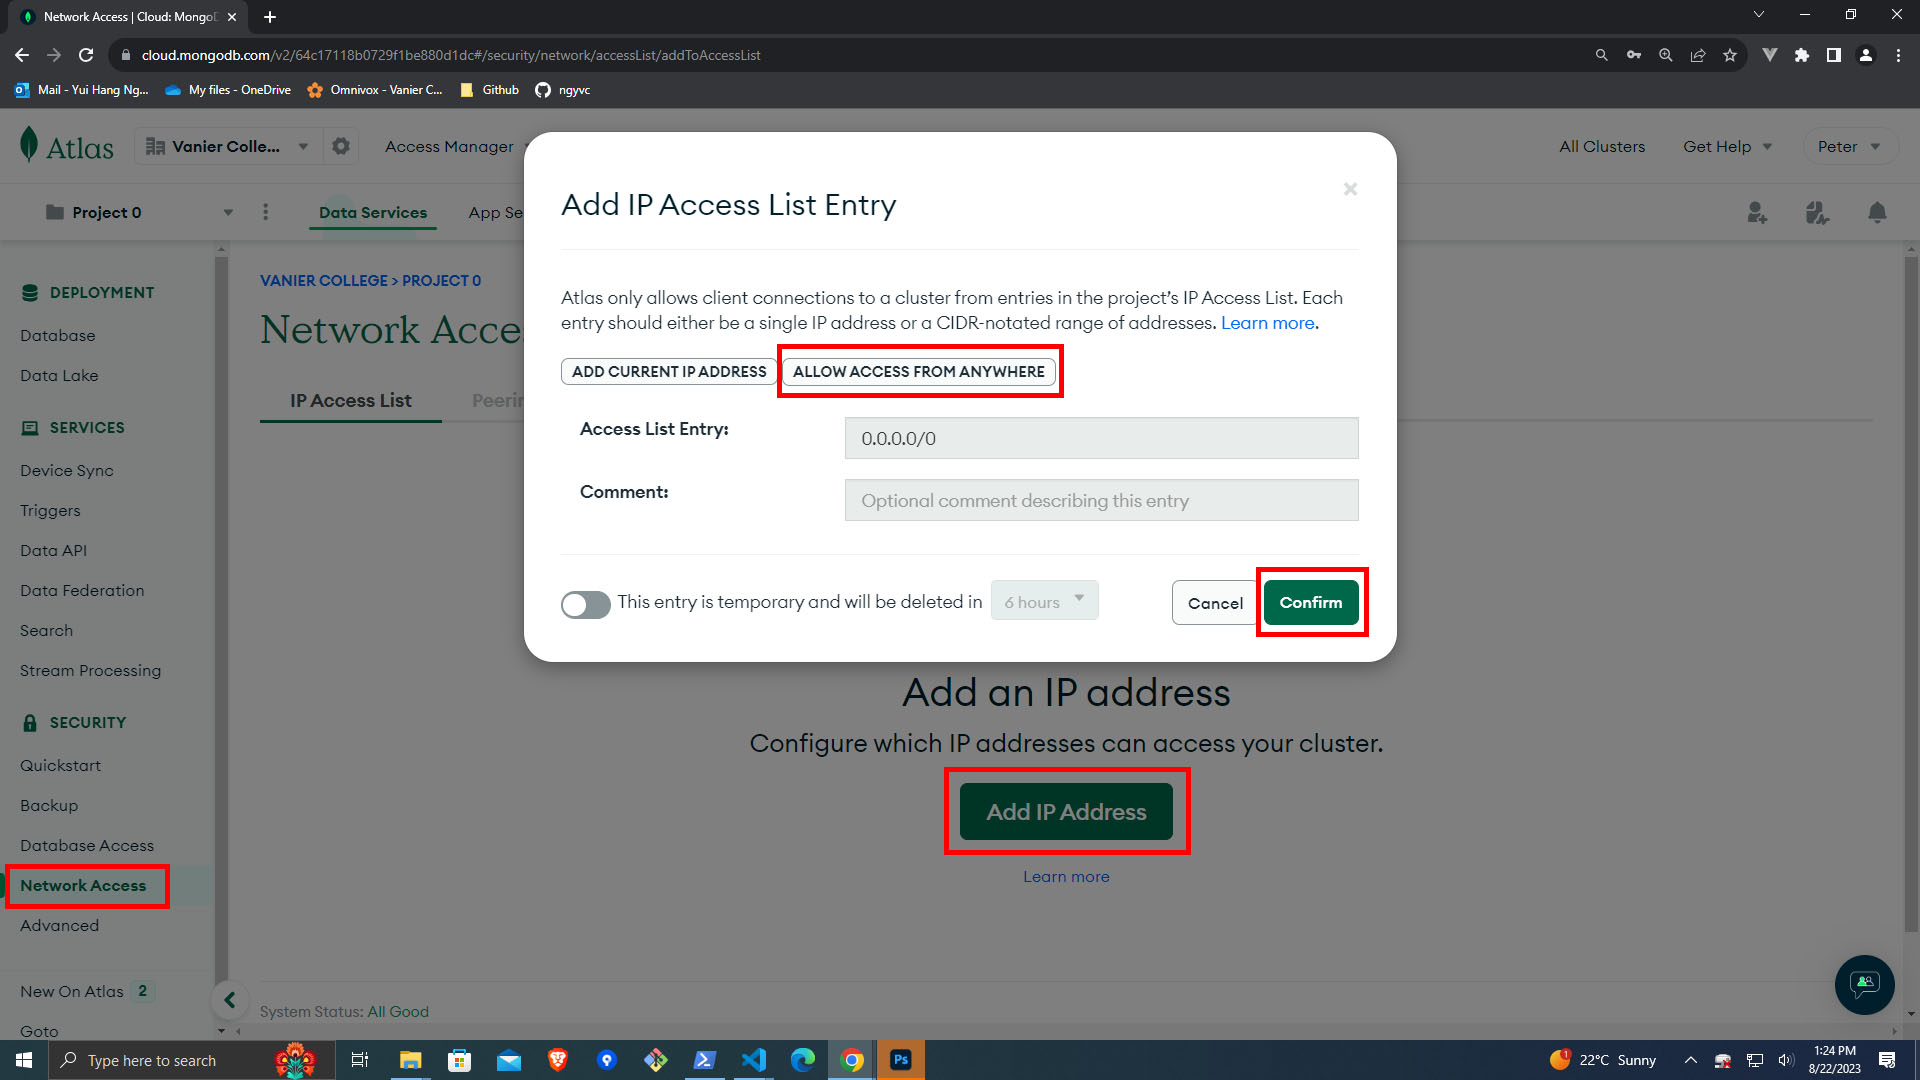 Network Access | Cloud: Mongo
cloud.mongodb.com/v2/64c17118b0729f1be880d1dc#/security/network/accessList/addToAccessList
Mail - Yui Hang Ng...
My files - OneDrive
Omnivox - Vanier C...
Github
ngyvc
Atlas
Vanier Colle...
Access Manager
All Clusters
Get Help
Peter
Project 0
Data Services
App Se
DEPLOYMENT
Database
Data Lake
SERVICES
Device Sync
Triggers
Data API
Data Federation
Search
Stream Processing
SECURITY
Quickstart
Backup
Database Access
Network Access
Advanced
New On Atlas 2
Goto
VANIER COLLEGE > PROJECT 0
Network Acce
IP Access List
Peerin
Add IP Access List Entry
Atlas only allows client connections to a cluster from entries in the project’s IP Access List. Each
entry should either be a single IP address or a CIDR-notated range of addresses. Learn more.
ADD CURRENT IP ADDRESS
ALLOW ACCESS FROM ANYWHERE
Access List Entry:
0.0.0.0/0
Comment:
Optional comment describing this entry
This entry is temporary and will be deleted in
6 hours
Cancel
Confirm
Add an IP address
Configure which IP addresses can access your cluster.
Add IP Address
Learn more
System Status: All Good
Type here to search
Ps
1
22°C Sunny
1:24 PM
8/22/2023